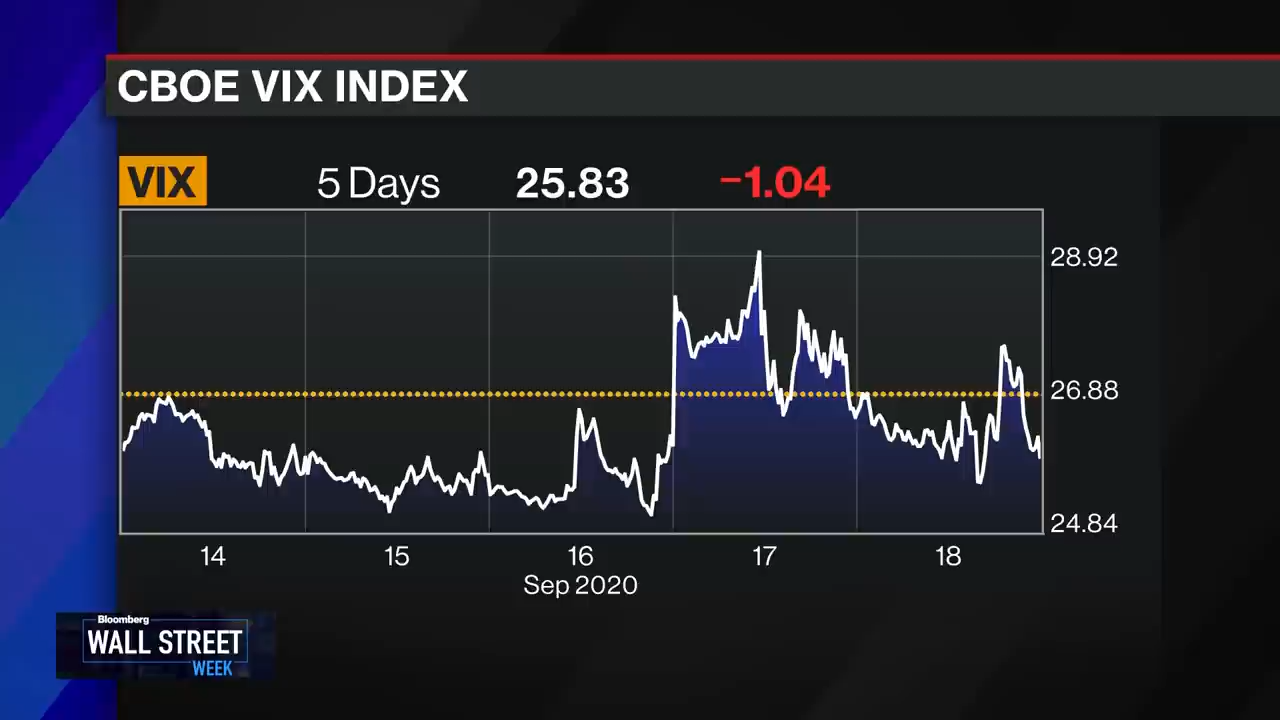 CBOE VIX INDEX
VIX 5 Days 25.83 −1.04
28.92
26.88
24.84
14 15 16 17 18
Sep 2020
Bloomberg
WALL STREET
WEEK